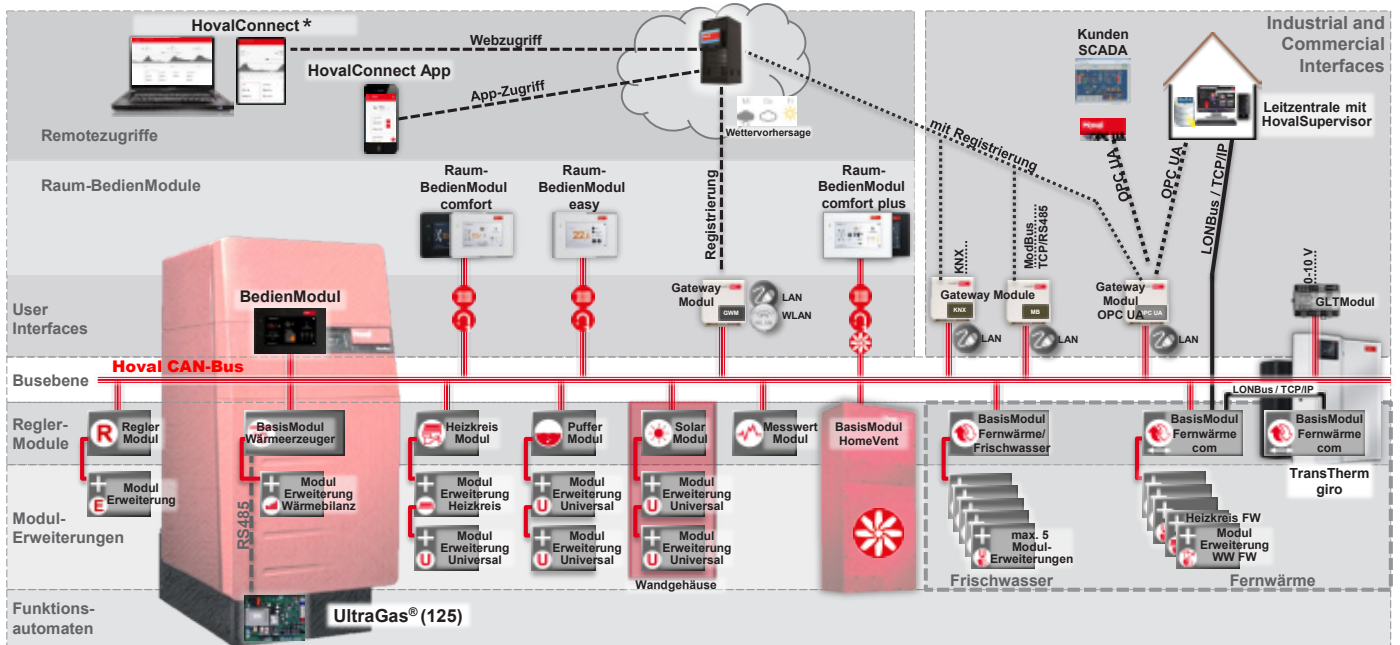 HovalConnect *
Webzugriff
HovalConnect App
App-Zugriff
Remotezugriffe
Mi Do Fr
Wettervorhersage
Registrierung
mit Registrierung
Industrial and
Commercial
Interfaces
Kunden
SCADA
Hoval
Leitzentrale mit
HovalSupervisor
OPC UA
OPC UA
LONBus / TCP/IP
Raum-BedienModule
Raum-
BedienModul
comfort
Raum-
BedienModul
easy
Raum-
BedienModul
comfort plus
User
Interfaces
BedienModul
Gateway
Modul
GWM
LAN
WLAN
WLAN
KNX
Gateway Module
KNX
LAN
ModBus
TCP/RS485
MB
LAN
Gateway
Modul
OPC UA
OPC UA
LAN
0-10 V
GLTModul
Busebene
Hoval CAN-Bus
LONBus / TCP/IP
Regler-
Module
R
Regler
Modul
BasisModul
Wärmeerzeuger
Heizkreis
Modul
Puffer
Modul
Solar
Modul
Messwert
Modul
BasisModul
HomeVent
BasisModul
Fernwärme/
Frischwasser
BasisModul
Fernwärme
com
BasisModul
Fernwärme
com
TransTherm
giro
Modul-
Erweiterungen
E
Modul
Erweiterung
RS485
Modul
Erweiterung
Wärmebilanz
Modul
Erweiterung
Heizkreis
U
Modul
Erweiterung
Universal
U
Modul
Erweiterung
Universal
U
Modul
Erweiterung
Universal
U
Modul
Erweiterung
Universal
U
Modul
Erweiterung
Universal
Wandgehäuse
max. 5
Modul-
Erweiterungen
Frischwasser
Heizkreis FW
Modul
Erweiterung
WW FW
Fernwärme
Funktions-
automaten
UltraGas® (125)